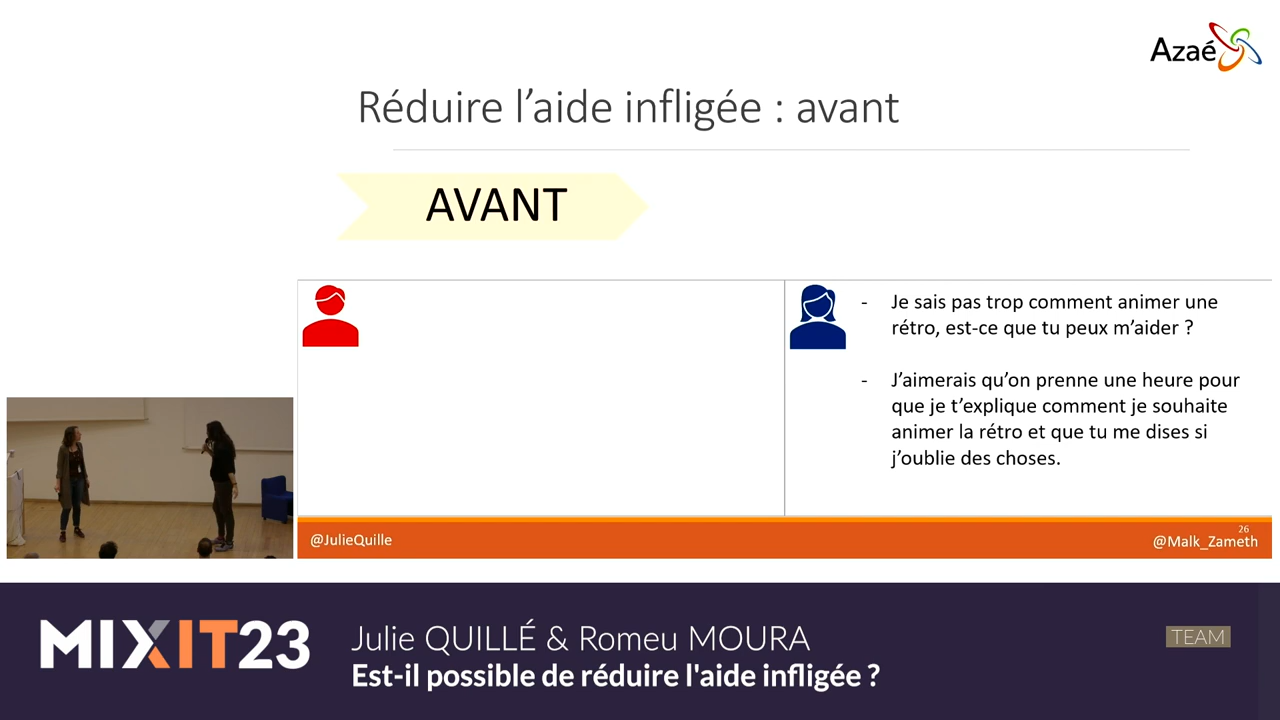 Azaé
Réduire l’aide infligée : avant
AVANT
- Je sais pas trop comment animer une
rétro, est-ce que tu peux m’aider ?
- J’aimerais qu’on prenne une heure pour
que je t’explique comment je souhaite
animer la rétro et que tu me dises si
j’oublie des choses.
@JulieQuille
26
@Malk_Zameth
MIXIT23
Julie QUILLÉ & Romeu MOURA
TEAM
Est-il possible de réduire l'aide infligée ?